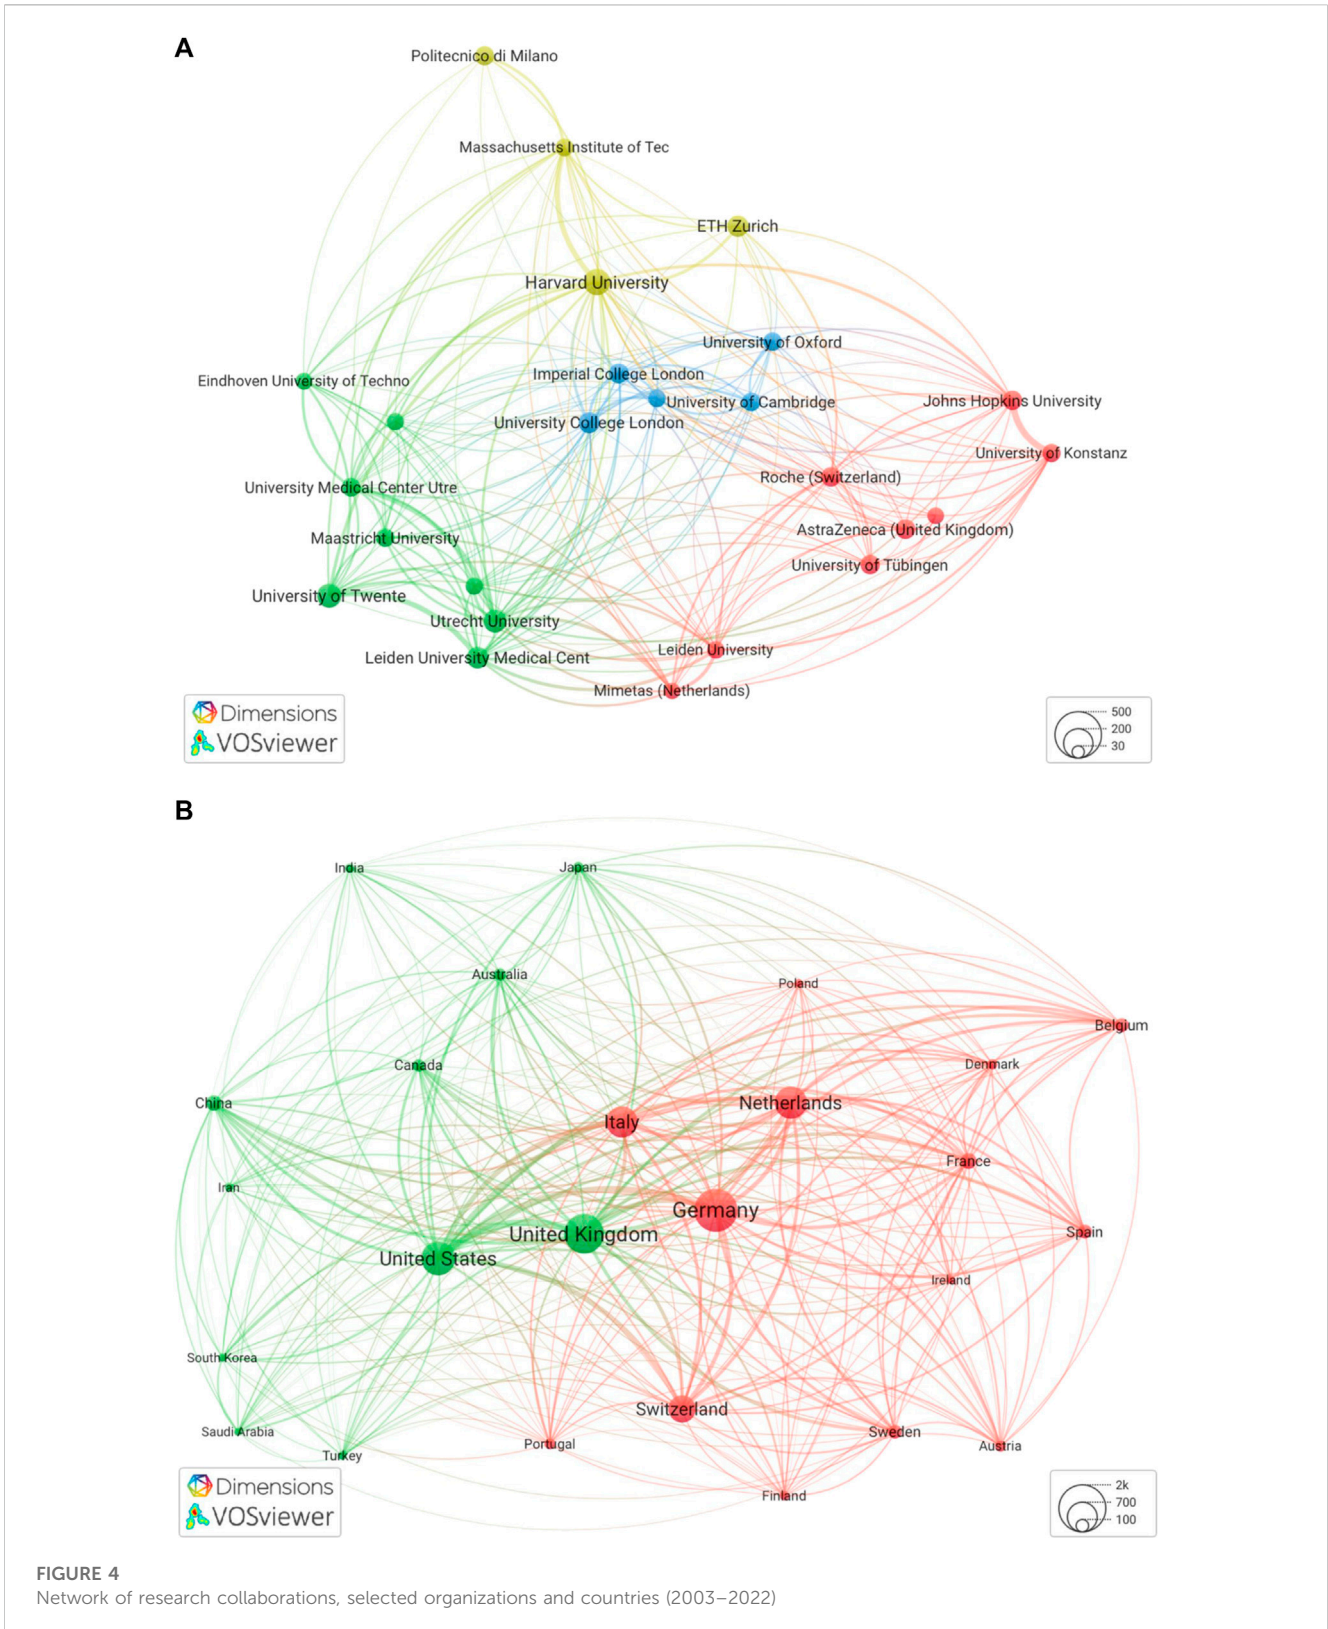 A
Politecnico di Milano
Massachusetts Institute of Tec
ETH Zurich
Harvard University
University of Oxford
Imperial College London
Eindhoven University of Techno
University of Cambridge
Johns Hopkins University
University College London
University of Konstanz
Roche (Switzerland)
University Medical Center Utre
AstraZeneca (United Kingdom)
Maastricht University
University of Tübingen
University of Twente
Utrecht University
Leiden University
Leiden University Medical Cent
Mimetas (Netherlands)
Dimensions
VOSviewer
500
200
30
B
India
Japan
Australia
Poland
Belgium
Canada
Denmark
China
Netherlands
Italy
France
Iran
Germany
United Kingdom
Spain
United States
Ireland
South Korea
Switzerland
Saudi Arabia
Sweden
Portugal
Austria
Turkey
Finland
Dimensions
VOSviewer
2k
700
100
FIGURE 4
Network of research collaborations, selected organizations and countries (2003–2022)